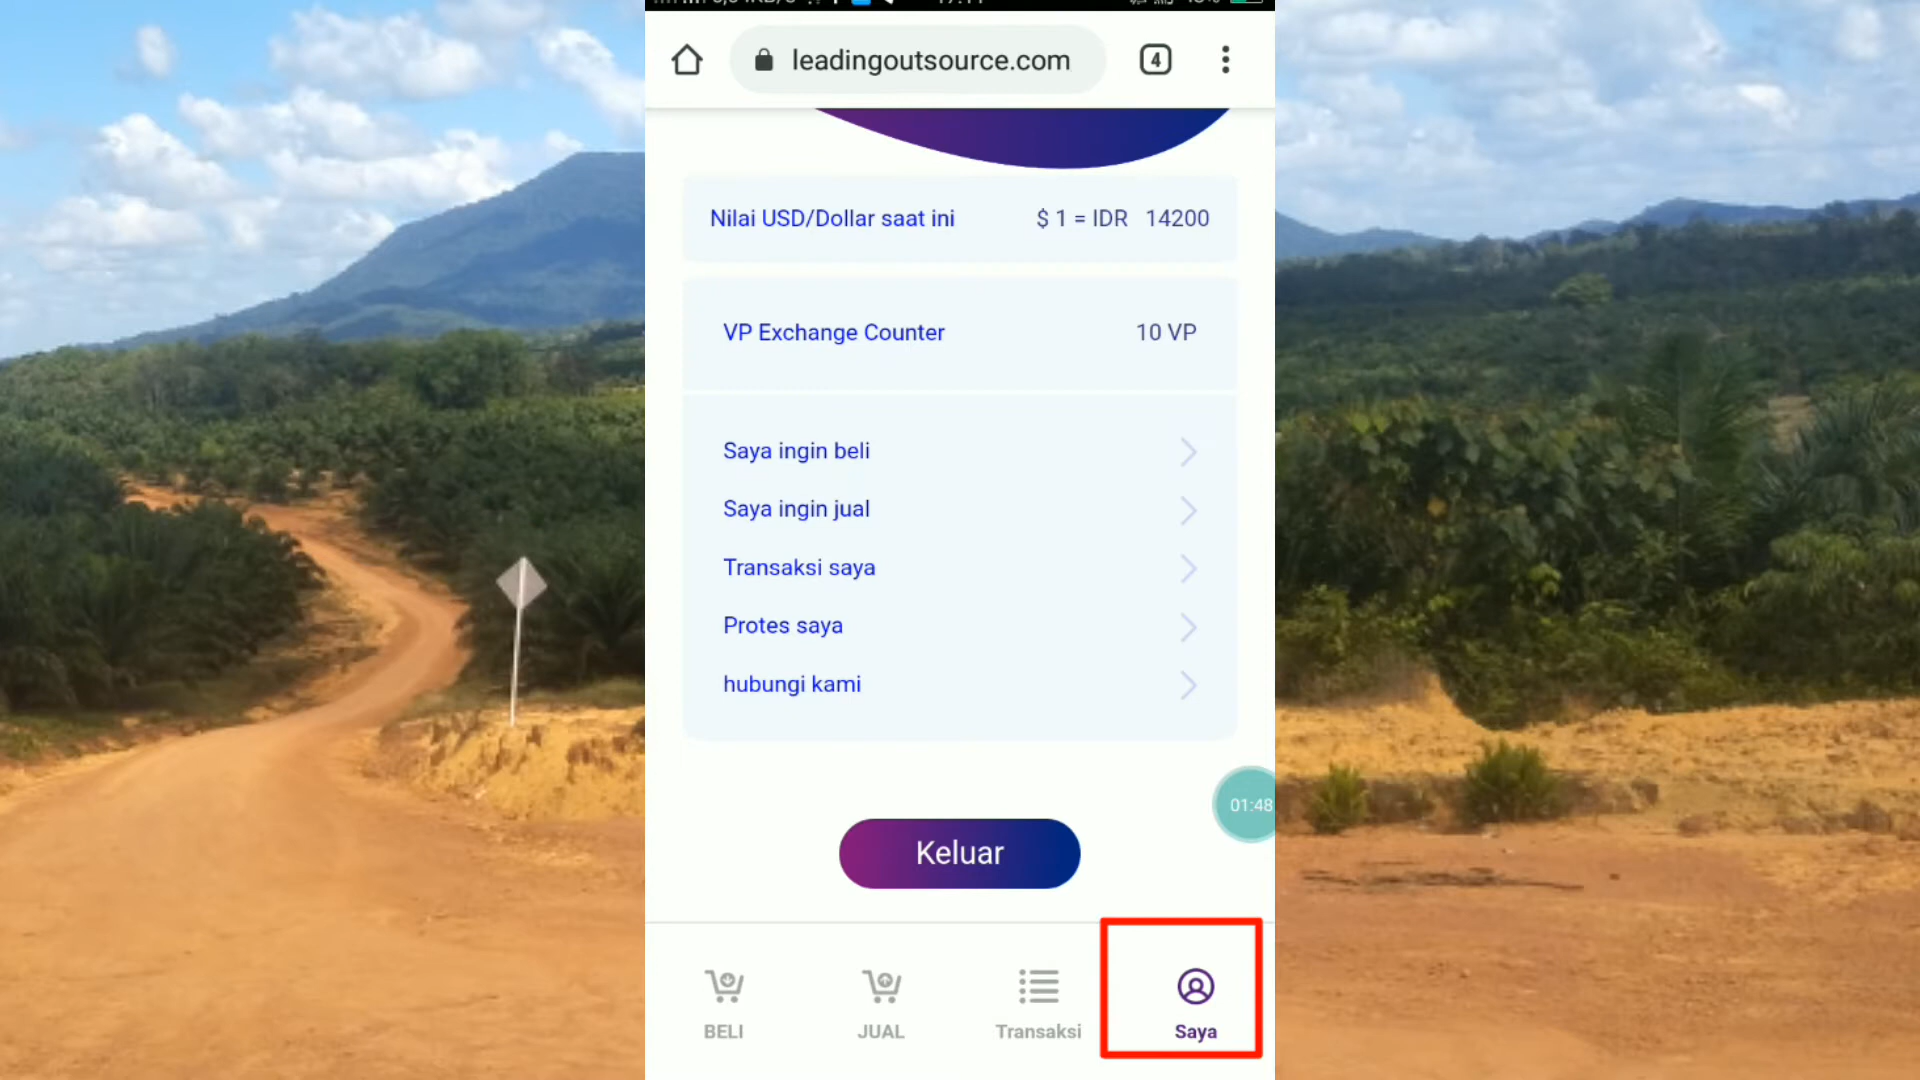 leadingoutsource.com
4
Nilai USD/Dollar saat ini $ 1 = IDR 14200
VP Exchange Counter 10 VP
Saya ingin beli
Saya ingin jual
Transaksi saya
Protes saya
hubungi kami
01:48
Keluar
BELI JUAL Transaksi Saya